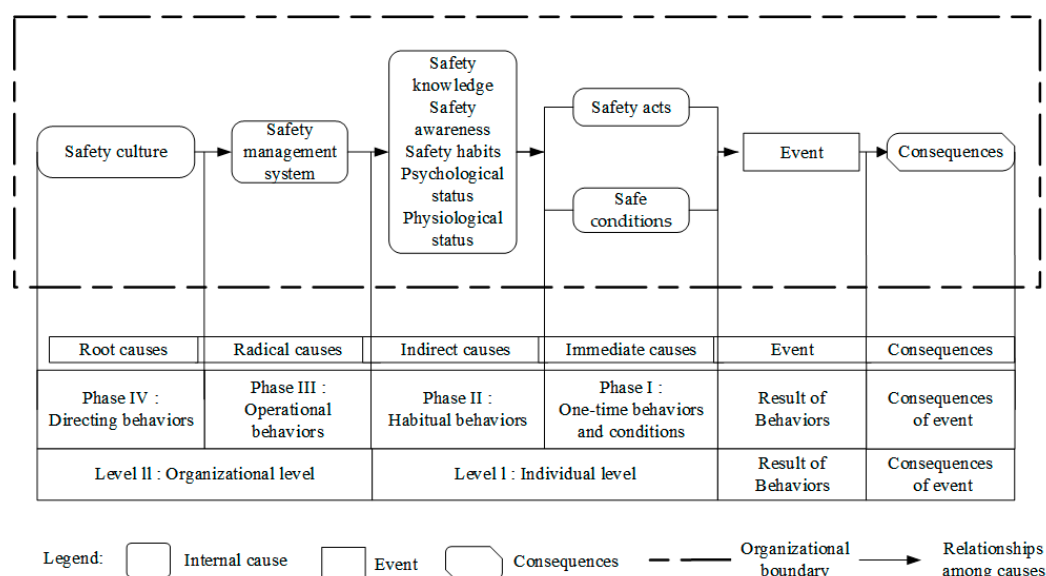 Safety culture
Safety
management
system
Safety
knowledge
Safety
awareness
Safety habits
Psychological
status
Physiological
status
Safety acts
Safe
conditions
Event
Consequences
Root causes
Radical causes
Indirect causes
Immediate causes
Event
Consequences
Phase IV :
Directing behaviors
Phase III :
Operational
behaviors
Phase II :
Habitual behaviors
Phase I :
One-time behaviors
and conditions
Result of
Behaviors
Consequences
of event
Level ll : Organizational level
Level l : Individual level
Result of
Behaviors
Consequences
of event
Legend:
Internal cause
Event
Consequences
Organizational
boundary
Relationships
among causes